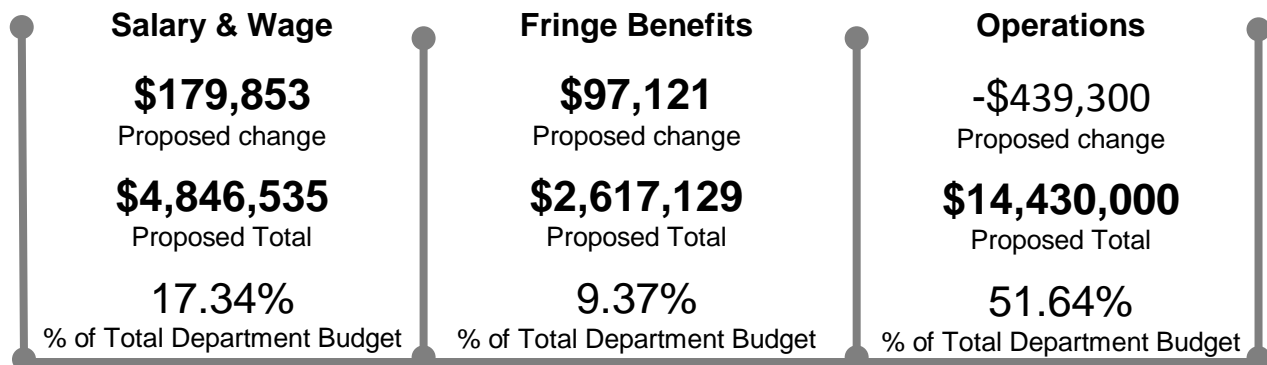 Salary & Wage
$179,853
Proposed change
$4,846,535
Proposed Total
17.34%
% of Total Department Budget
Fringe Benefits
$97,121
Proposed change
$2,617,129
Proposed Total
9.37%
% of Total Department Budget
Operations
-$439,300
Proposed change
$14,430,000
Proposed Total
51.64%
% of Total Department Budget